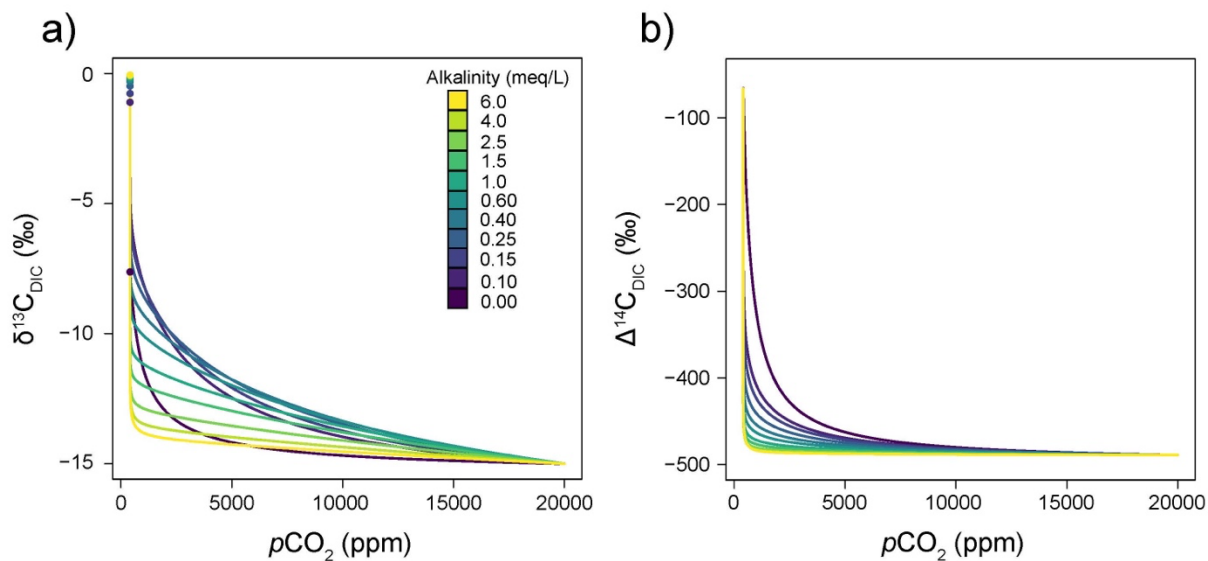 a)
0
−5
−10
−15
δ¹³C_DIC (‰)
0 5000 10000 15000 20000
pCO₂ (ppm)
Alkalinity (meq/L)
6.0
4.0
2.5
1.5
1.0
0.60
0.40
0.25
0.15
0.10
0.00
b)
−100
−200
−300
−400
−500
Δ¹⁴C_DIC (‰)
0 5000 10000 15000 20000
pCO₂ (ppm)